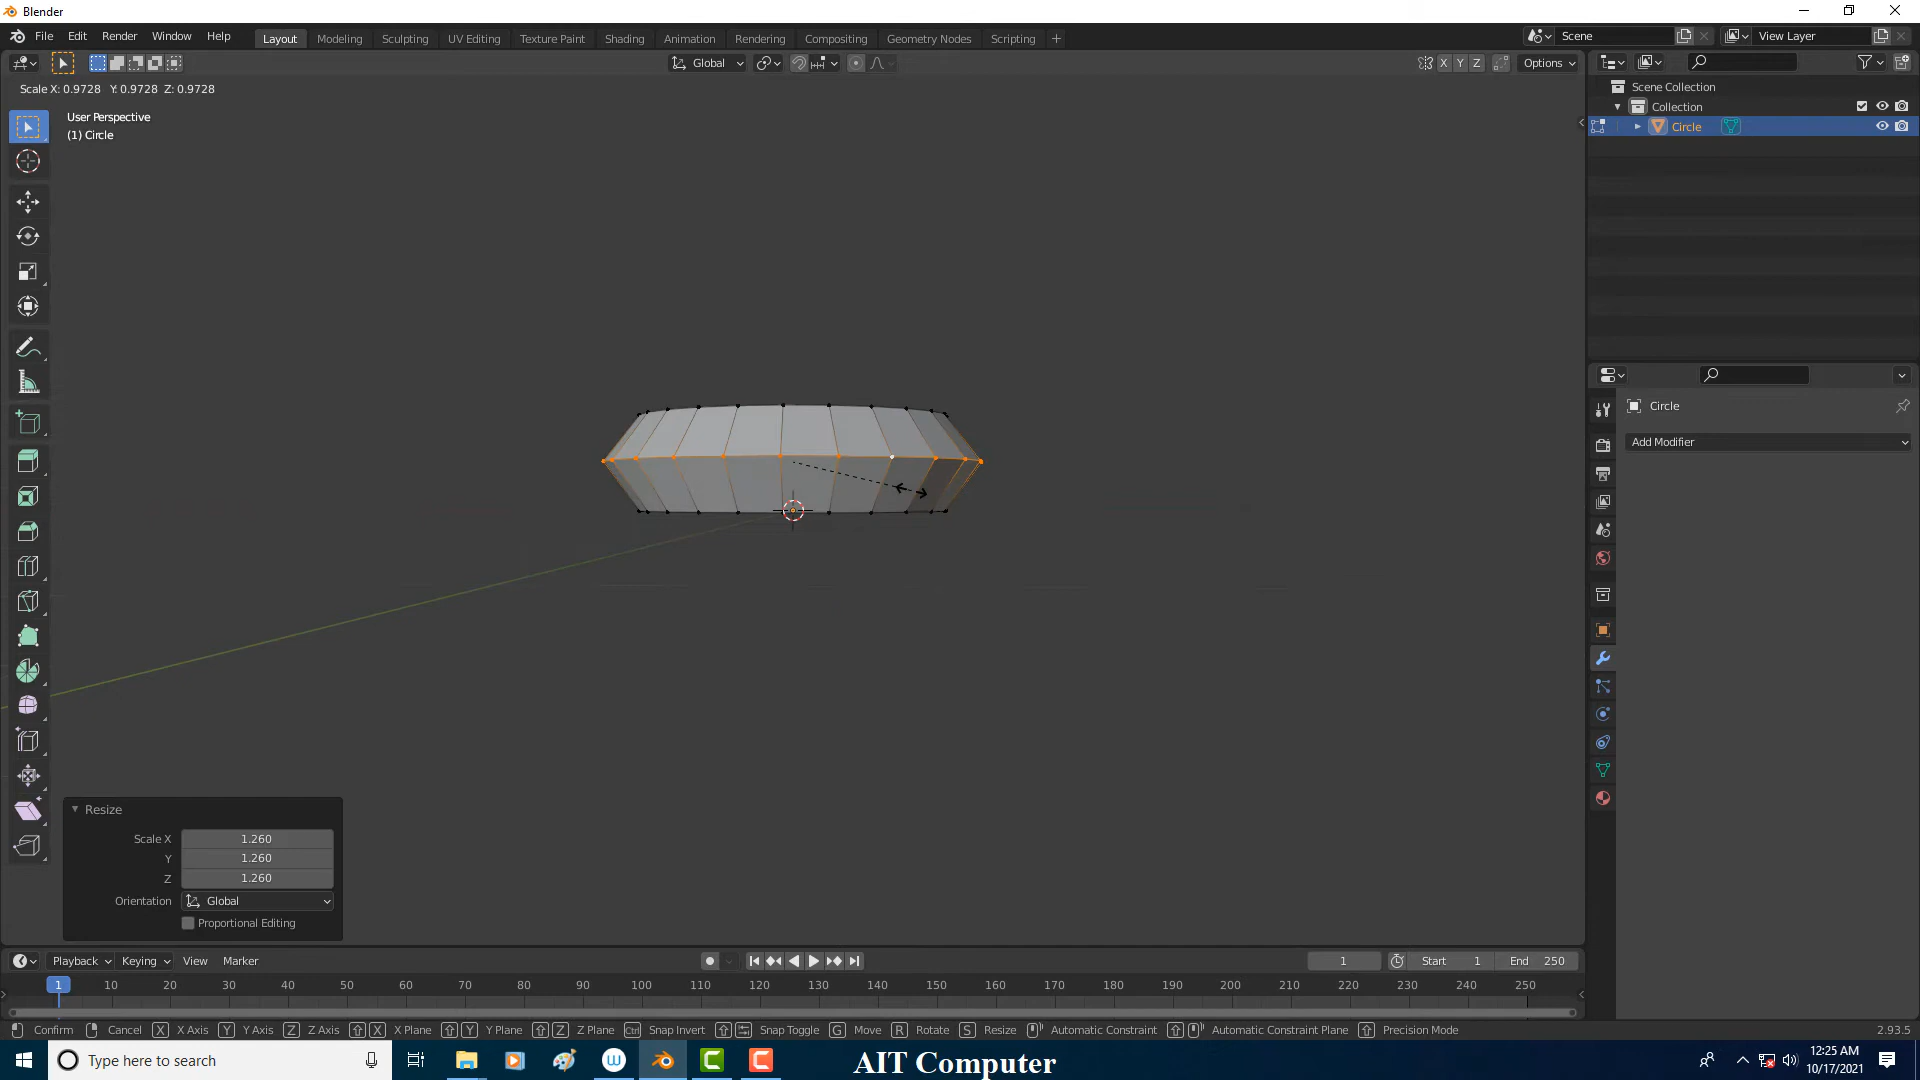 Blender
File Edit Render Window Help
Layout Modeling Sculpting UV Editing Texture Paint Shading Animation Rendering Compositing Geometry Nodes Scripting +
Scene
View Layer
Global
X Y Z
Options
Scale X: 0.9728 Y: 0.9728 Z: 0.9728
User Perspective
(1) Circle
Scene Collection
Collection
Circle
Circle
Add Modifier
Resize
Scale X 1.260
Y 1.260
Z 1.260
Orientation Global
Proportional Editing
Playback Keying View Marker
1
Start 1
End 250
1 10 20 30 40 50 60 70 80 90 100 110 120 130 140 150 160 170 180 190 200 210 220 230 240 250
Confirm Cancel X X Axis Y Y Axis Z Z Axis X X Plane Y Y Plane Z Z Plane Ctrl Snap Invert Snap Toggle G Move R Rotate S Resize Automatic Constraint Automatic Constraint Plane Precision Mode
2.93.5
Type here to search
AIT Computer
12:25 AM
10/17/2021